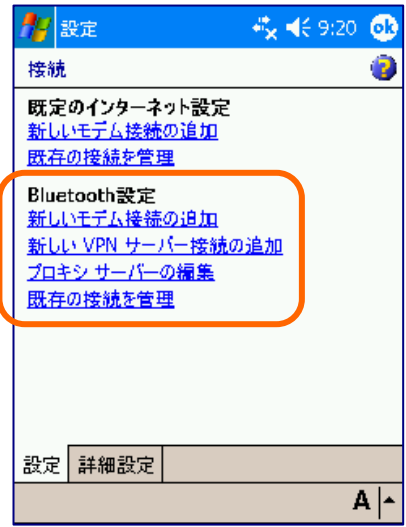 設定 9:20 ok
接続
既定のインターネット設定
新しいモデム接続の追加
既存の接続を管理
Bluetooth設定
新しいモデム接続の追加
新しい VPN サーバー接続の追加
プロキシ サーバーの編集
既存の接続を管理
設定 詳細設定
A